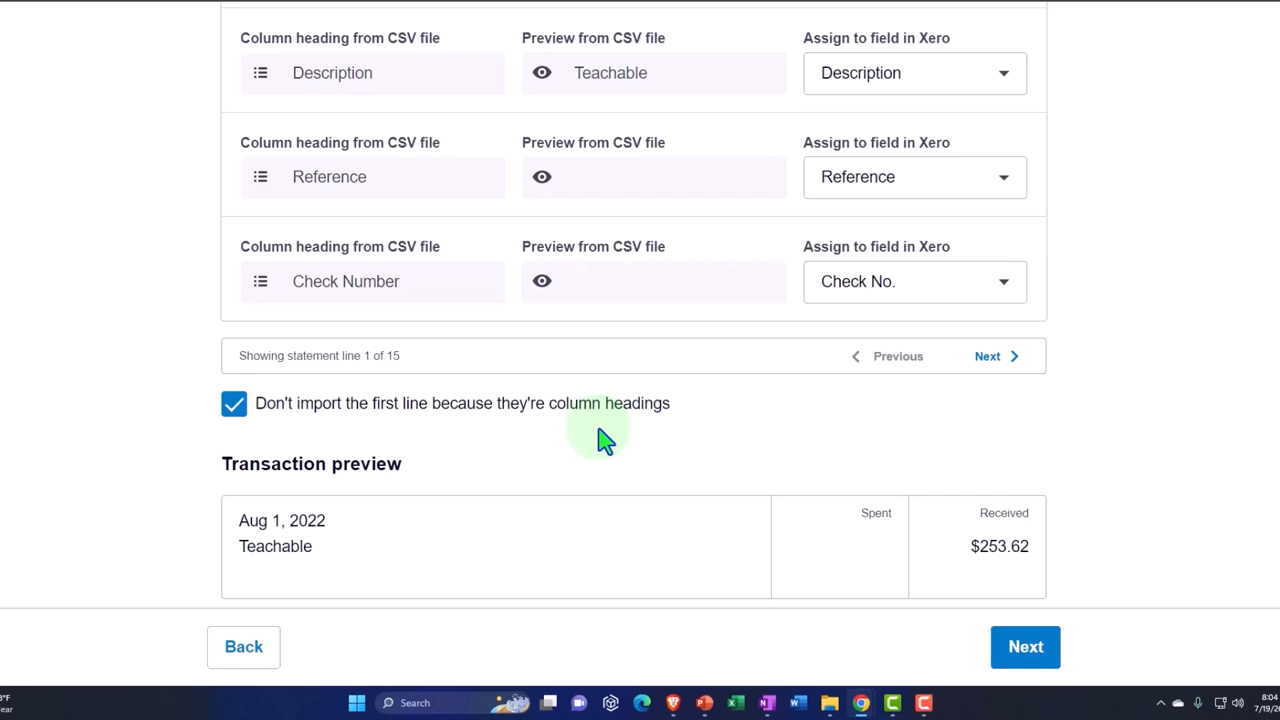 Column heading from CSV file Preview from CSV file Assign to field in Xero
Description Teachable Description
Column heading from CSV file Preview from CSV file Assign to field in Xero
Reference Reference
Column heading from CSV file Preview from CSV file Assign to field in Xero
Check Number Check No.
Showing statement line 1 of 15 Previous Next
Don't import the first line because they're column headings
Transaction preview
Aug 1, 2022 Spent Received
Teachable $253.62
Back Next
Search
8:04